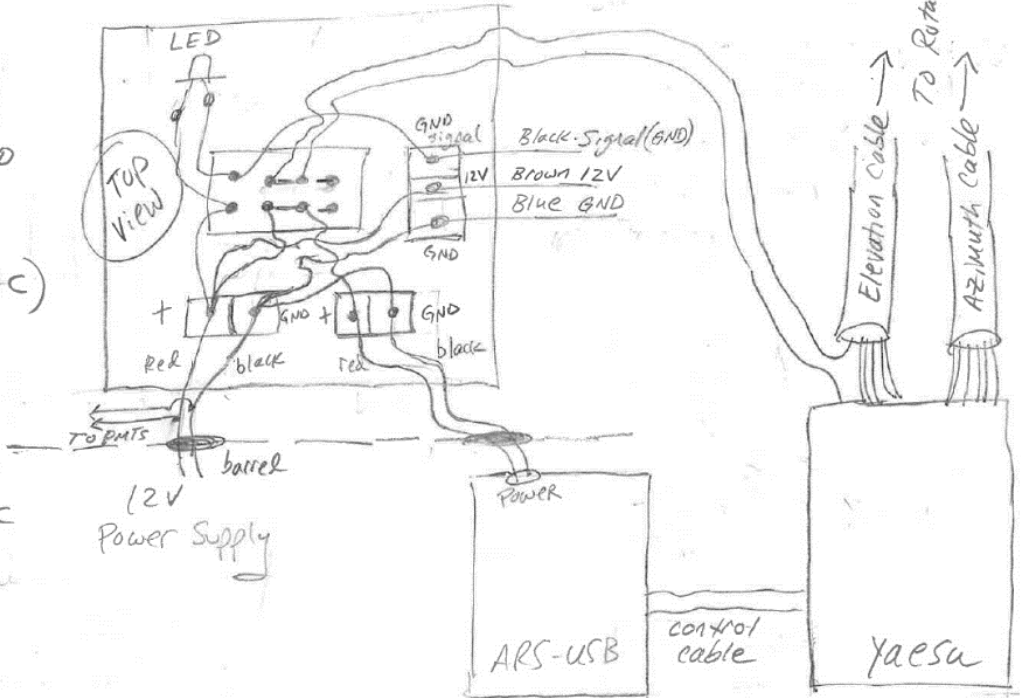 LED
TOP
VIEW
GND
signal
Black-Signal(GND)
12V
Brown 12V
Blue GND
GND
+
GND
+
GND
Red
black
red
black
TO PMTS
barrel
12V
Power Supply
Power
ARS-USB
control
cable
Yaesu
Elevation Cable
TO Rota
Azimuth Cable
C)